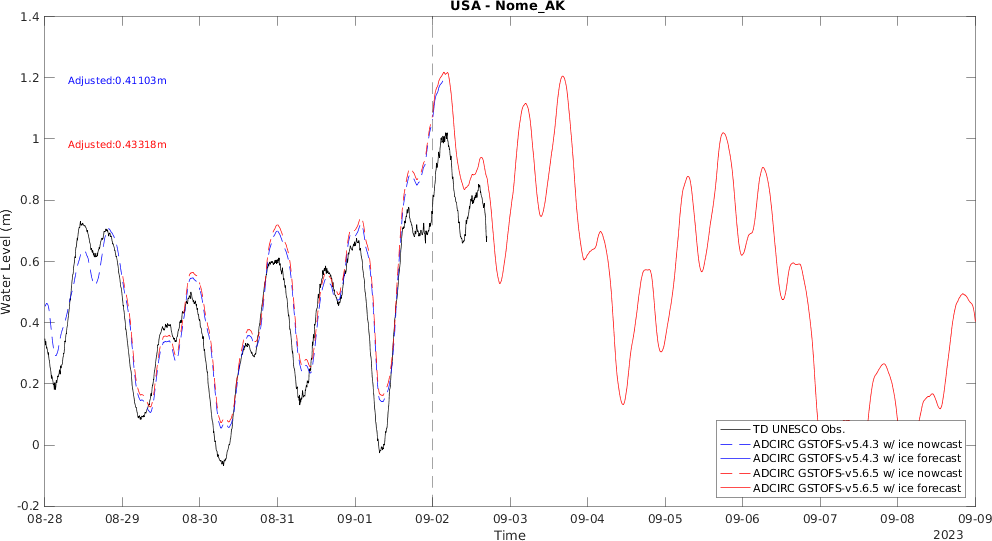 USA - Nome_AK
1.4
1.2
1
0.8
0.6
0.4
0.2
0
-0.2
Water Level (m)
Adjusted:0.41103m
Adjusted:0.43318m
TD UNESCO Obs.
ADCIRC GSTOFS-v5.4.3 w/ ice nowcast
ADCIRC GSTOFS-v5.4.3 w/ ice forecast
ADCIRC GSTOFS-v5.6.5 w/ ice nowcast
ADCIRC GSTOFS-v5.6.5 w/ ice forecast
08-28 08-29 08-30 08-31 09-01 09-02 09-03 09-04 09-05 09-06 09-07 09-08 09-09
Time
2023